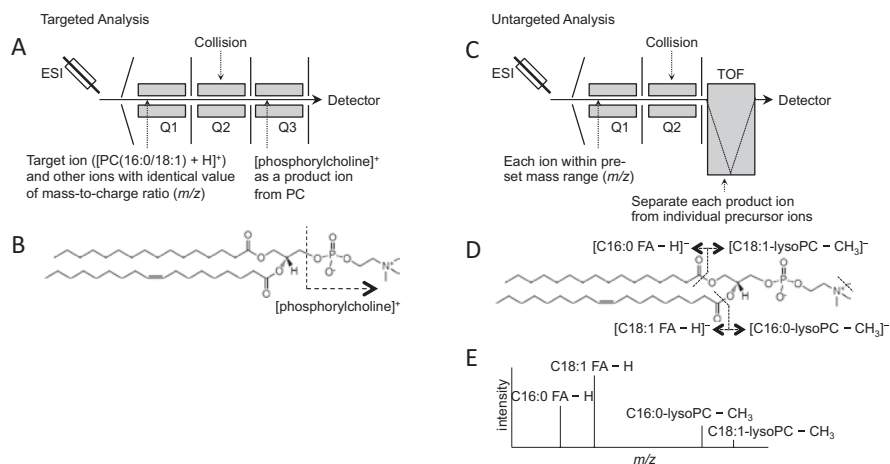 Targeted Analysis
A
ESI
Collision
Q1
Q2
Q3
Detector
Target ion ([PC(16:0/18:1) + H]⁺)
and other ions with identical value
of mass-to-charge ratio (m/z)
[phosphorylcholine]⁺
as a product ion
from PC
B
O
O
O
O
H
O
P
O
O⁻
N⁺
[phosphorylcholine]⁺
Untargeted Analysis
C
ESI
Collision
TOF
Q1
Q2
Detector
Each ion within pre-
set mass range (m/z)
Separate each product ion
from individual precursor ions
D
[C16:0 FA − H]⁻
[C18:1-lysoPC − CH₃]⁻
O
O
O
O
H
O
P
O
O⁻
N⁺
[C18:1 FA − H]⁻
[C16:0-lysoPC − CH₃]⁻
E
intensity
C18:1 FA − H
C16:0 FA − H
C16:0-lysoPC − CH₃
C18:1-lysoPC − CH₃
m/z